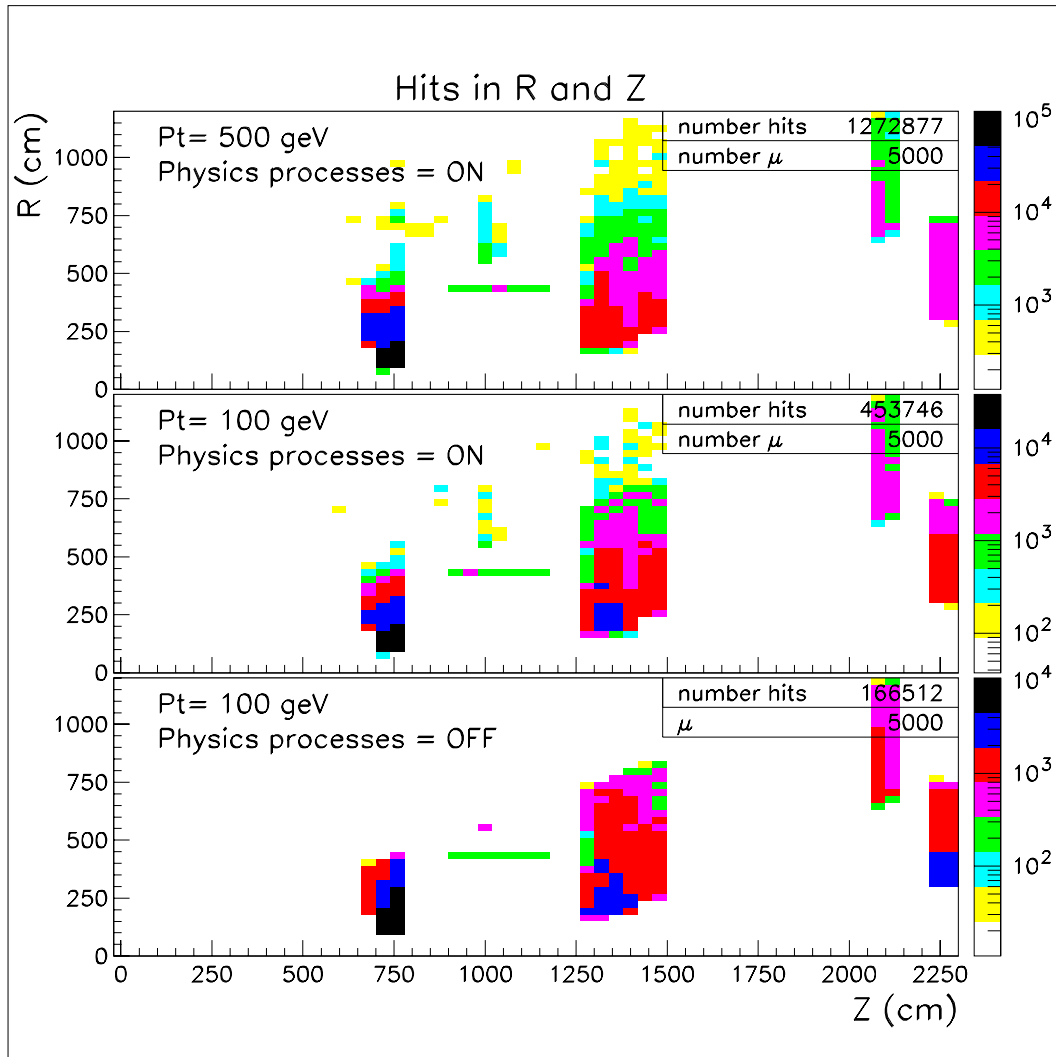 Hits in R and Z
R (cm)
Pt= 500 geV
Physics processes = ON
number hits 1272877
number μ 5000
1000
750
500
250
0
10^5
10^4
10^3
Pt= 100 geV
Physics processes = ON
number hits 453746
number μ 5000
1000
750
500
250
0
10^4
10^3
10^2
Pt= 100 geV
Physics processes = OFF
number hits 166512
μ 5000
1000
750
500
250
0
10^4
10^3
10^2
0 250 500 750 1000 1250 1500 1750 2000 2250
Z (cm)